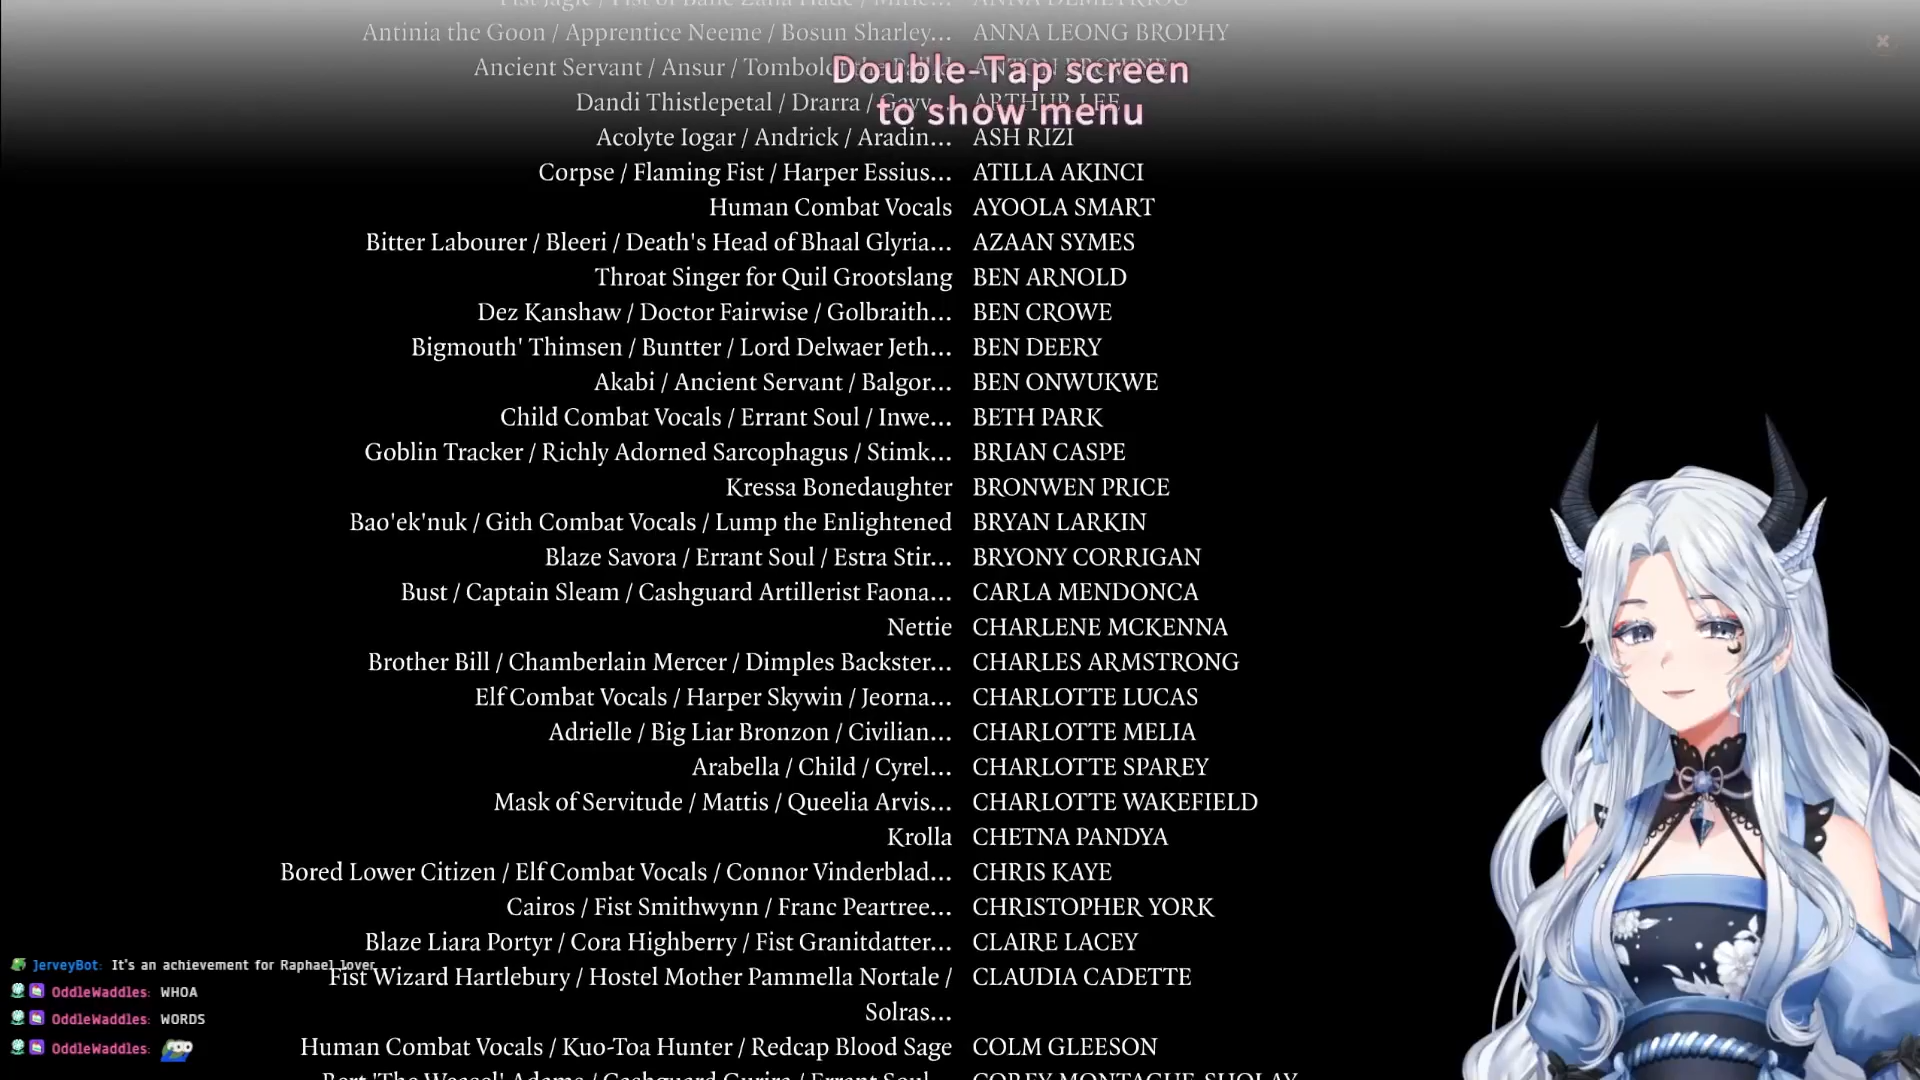 Antinia the Goon / Apprentice Neeme / Bosun Sharley... ANNA LEONG BROPHY
Ancient Servant / Ansur / Tombolo the Pallid ANTON BROWNE
Double-Tap screen
to show menu
Dandi Thistlepetal / Drarra / ARTHUR LEE
Acolyte Iogar / Andrick / Aradin... ASH RIZI
Corpse / Flaming Fist / Harper Essius... ATILLA AKINCI
Human Combat Vocals AYOOLA SMART
Bitter Labourer / Bleeri / Death's Head of Bhaal Glyria... AZAAN SYMES
Throat Singer for Quil Grootslang BEN ARNOLD
Dez Kanshaw / Doctor Fairwise / Golbraith... BEN CROWE
Bigmouth' Thimsen / Buntter / Lord Delwaer Jeth... BEN DEERY
Akabi / Ancient Servant / Balgor... BEN ONWUKWE
Child Combat Vocals / Errant Soul / Inwe... BETH PARK
Goblin Tracker / Richly Adorned Sarcophagus / Stimk... BRIAN CASPE
Kressa Bonedaughter BRONWEN PRICE
Bao'ek'nuk / Gith Combat Vocals / Lump the Enlightened BRYAN LARKIN
Blaze Savora / Errant Soul / Estra Stir... BRYONY CORRIGAN
Bust / Captain Sleam / Cashguard Artillerist Faona... CARLA MENDONCA
Nettie CHARLENE MCKENNA
Brother Bill / Chamberlain Mercer / Dimples Backster... CHARLES ARMSTRONG
Elf Combat Vocals / Harper Skywin / Jeorna... CHARLOTTE LUCAS
Adrielle / Big Liar Bronzon / Civilian... CHARLOTTE MELIA
Arabella / Child / Cyrel... CHARLOTTE SPAREY
Mask of Servitude / Mattis / Queelia Arvis... CHARLOTTE WAKEFIELD
Krolla CHETNA PANDYA
Bored Lower Citizen / Elf Combat Vocals / Connor Vinderblad... CHRIS KAYE
Cairos / Fist Smithwynn / Franc Peartree... CHRISTOPHER YORK
Blaze Liara Portyr / Cora Highberry / Fist Granitdatter... CLAIRE LACEY
Fist Wizard Hartlebury / Hostel Mother Pammella Nortale / CLAUDIA CADETTE
Solras...
Human Combat Vocals / Kuo-Toa Hunter / Redcap Blood Sage COLM GLEESON
JerveyBot: It's an achievement for Raphael lover
OddleWaddles: WHOA
OddleWaddles: WORDS
OddleWaddles: